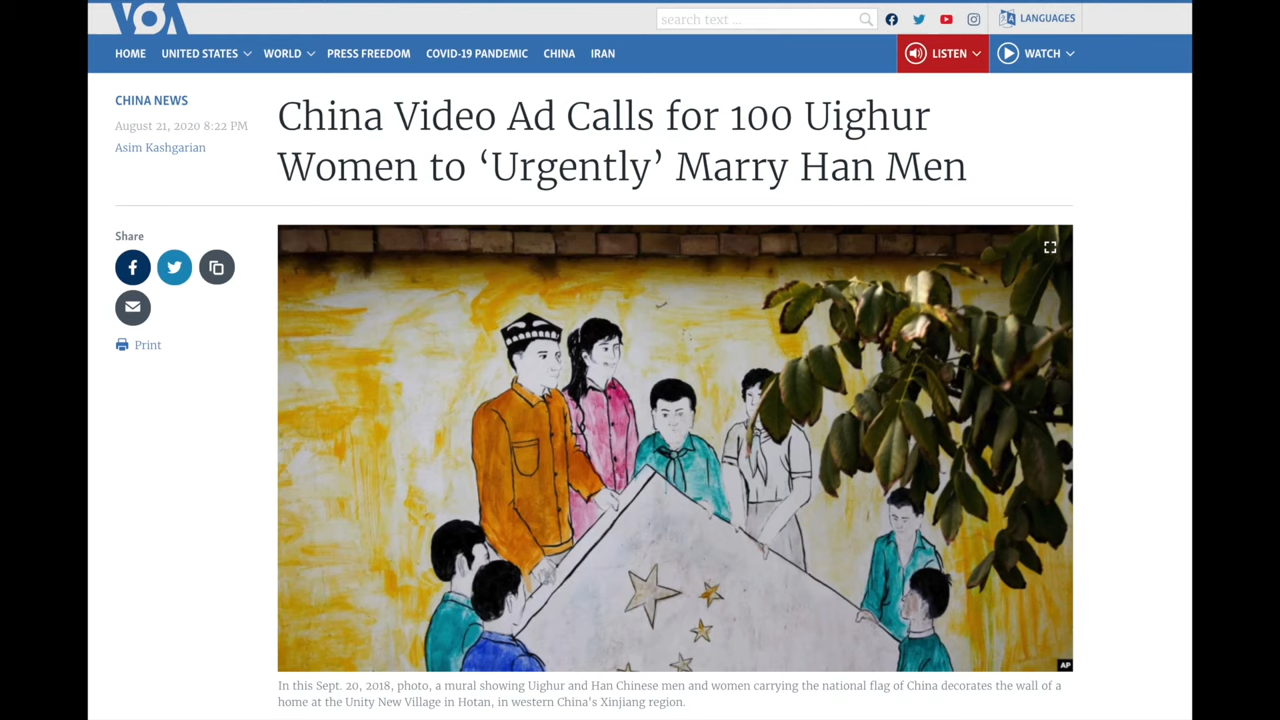 VOA
search text ...
LANGUAGES
HOME
UNITED STATES
WORLD
PRESS FREEDOM
COVID-19 PANDEMIC
CHINA
IRAN
LISTEN
WATCH
CHINA NEWS
August 21, 2020 8:22 PM
Asim Kashgarian
China Video Ad Calls for 100 Uighur
Women to ‘Urgently’ Marry Han Men
Share
Print
AP
In this Sept. 20, 2018, photo, a mural showing Uighur and Han Chinese men and women carrying the national flag of China decorates the wall of a
home at the Unity New Village in Hotan, in western China's Xinjiang region.